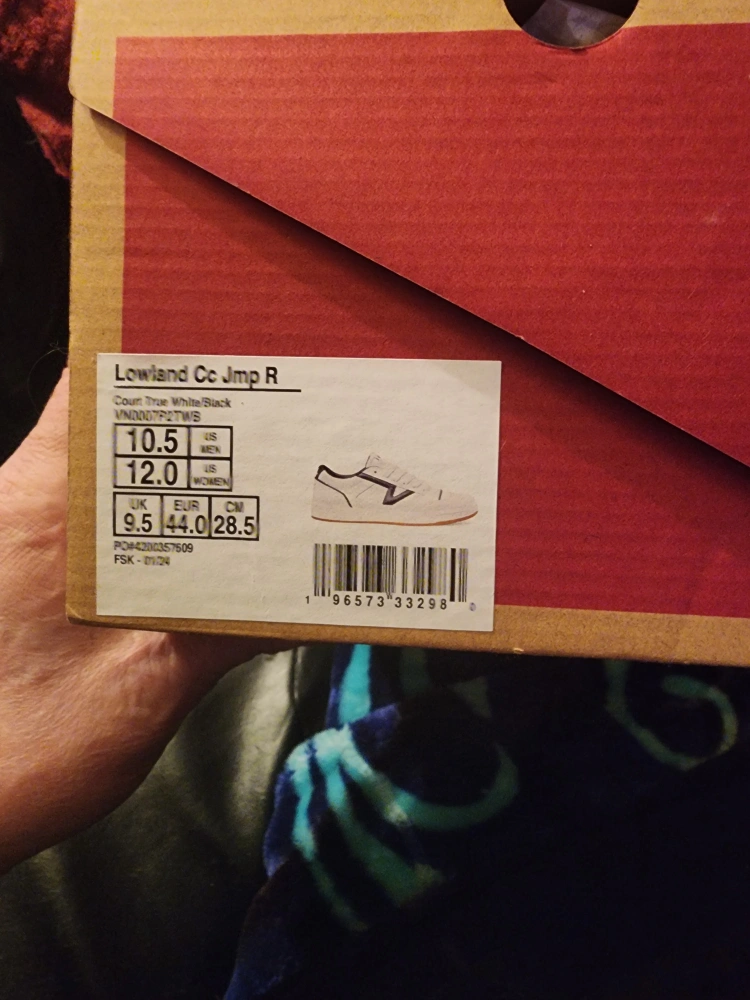 Lowland Cc Jmp R
Court True White/Black
VN0007P2TWB
10.5 US MEN
12.0 US WOMEN
UK EUR CM
9.5 44.0 28.5
PO#4200357609
FSK - 01/24
1 96573 33298